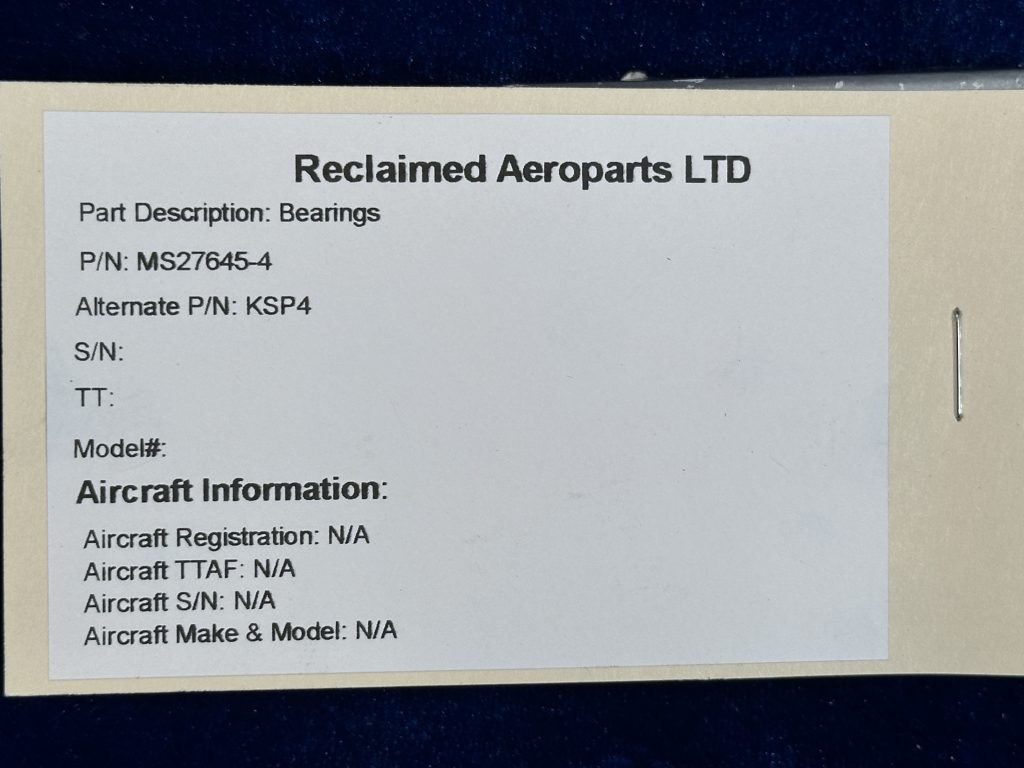 Reclaimed Aeroparts LTD
Part Description: Bearings
P/N: MS27645-4
Alternate P/N: KSP4
S/N:
TT:
Model#:
Aircraft Information:
Aircraft Registration: N/A
Aircraft TTAF: N/A
Aircraft S/N: N/A
Aircraft Make & Model: N/A